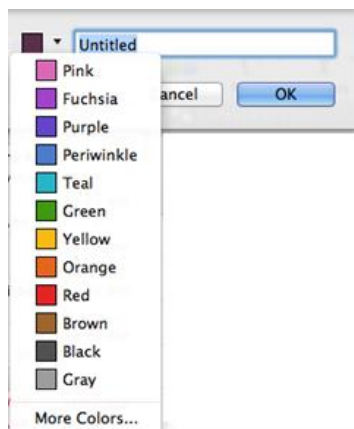 Untitled
Pink
Fuchsia
ancel OK
Purple
Periwinkle
Teal
Green
Yellow
Orange
Red
Brown
Black
Gray
More Colors...